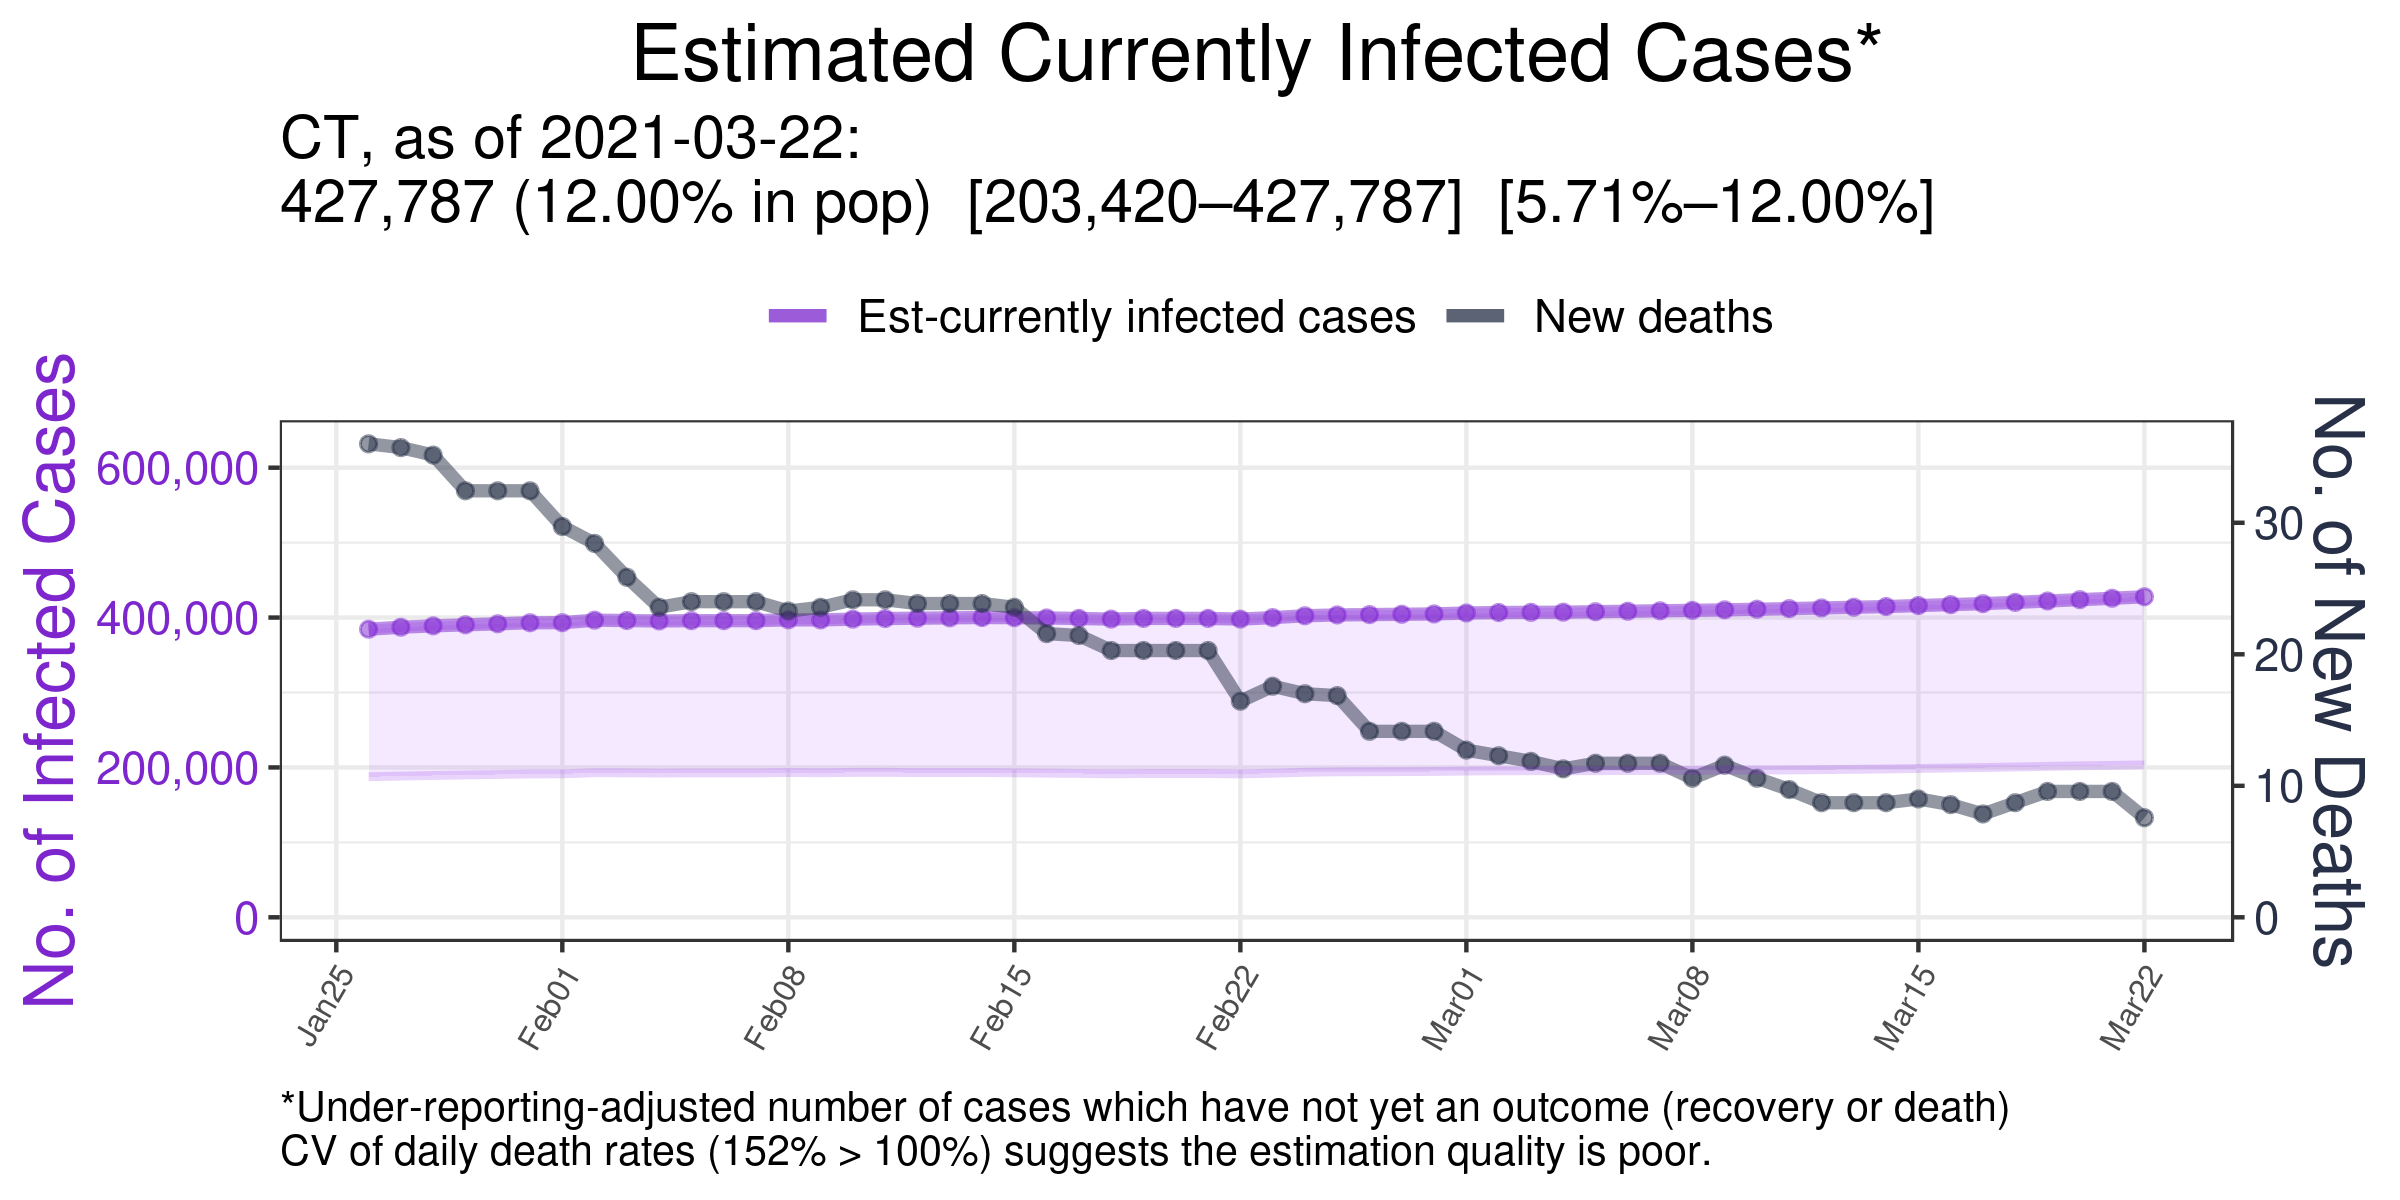 Estimated Currently Infected Cases*
CT, as of 2021-03-22:
427,787 (12.00% in pop)  [203,420–427,787]  [5.71%–12.00%]
Est-currently infected cases
New deaths
No. of Infected Cases
600,000
400,000
200,000
0
No. of New Deaths
30
20
10
0
Jan25
Feb01
Feb08
Feb15
Feb22
Mar01
Mar08
Mar15
Mar22
*Under-reporting-adjusted number of cases which have not yet an outcome (recovery or death)
CV of daily death rates (152% > 100%) suggests the estimation quality is poor.